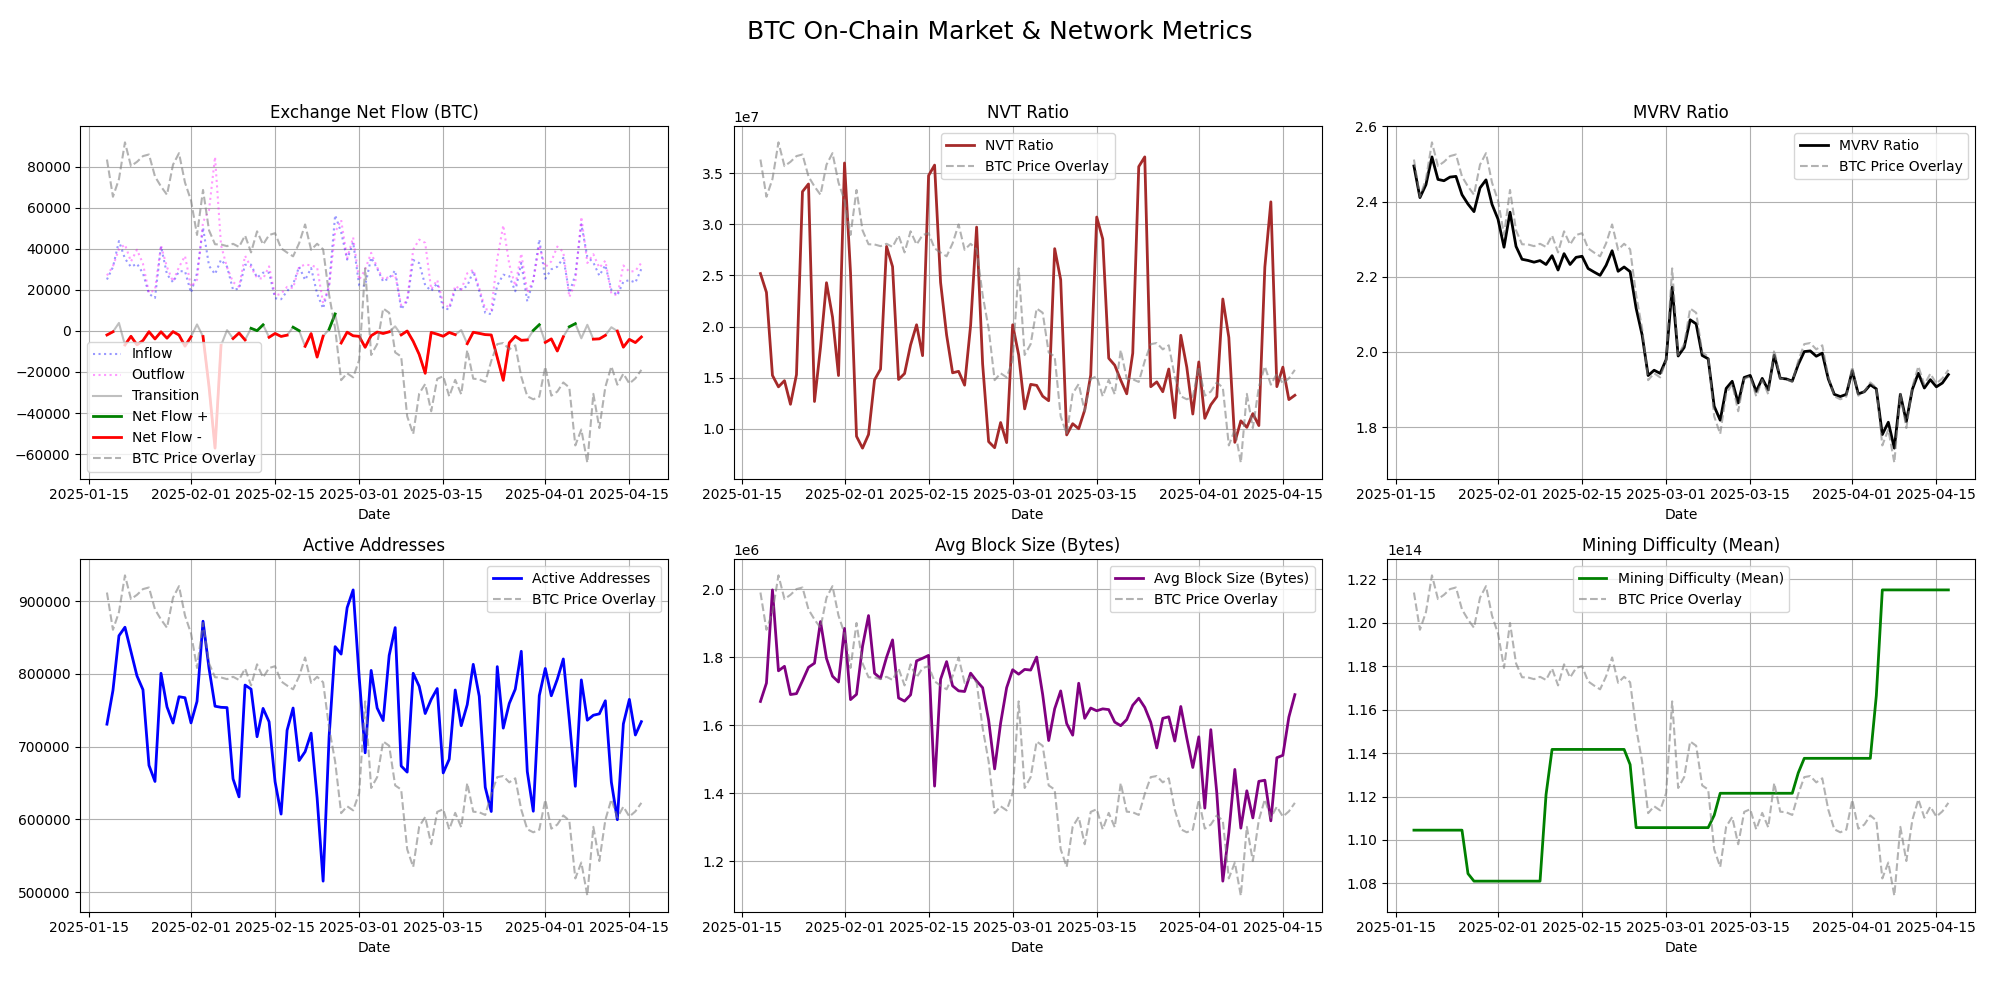 BTC On-Chain Market & Network Metrics
Exchange Net Flow (BTC)
80000
60000
40000
20000
0
−20000
−40000
−60000
Inflow
Outflow
Transition
Net Flow +
Net Flow -
BTC Price Overlay
2025-01-15 2025-02-01 2025-02-15 2025-03-01 2025-03-15 2025-04-01 2025-04-15
Date
NVT Ratio
1e7
3.5
3.0
2.5
2.0
1.5
1.0
NVT Ratio
BTC Price Overlay
2025-01-15 2025-02-01 2025-02-15 2025-03-01 2025-03-15 2025-04-01 2025-04-15
Date
MVRV Ratio
2.6
2.4
2.2
2.0
1.8
MVRV Ratio
BTC Price Overlay
2025-01-15 2025-02-01 2025-02-15 2025-03-01 2025-03-15 2025-04-01 2025-04-15
Date
Active Addresses
900000
800000
700000
600000
500000
Active Addresses
BTC Price Overlay
2025-01-15 2025-02-01 2025-02-15 2025-03-01 2025-03-15 2025-04-01 2025-04-15
Date
Avg Block Size (Bytes)
1e6
2.0
1.8
1.6
1.4
1.2
Avg Block Size (Bytes)
BTC Price Overlay
2025-01-15 2025-02-01 2025-02-15 2025-03-01 2025-03-15 2025-04-01 2025-04-15
Date
Mining Difficulty (Mean)
1e14
1.22
1.20
1.18
1.16
1.14
1.12
1.10
1.08
Mining Difficulty (Mean)
BTC Price Overlay
2025-01-15 2025-02-01 2025-02-15 2025-03-01 2025-03-15 2025-04-01 2025-04-15
Date